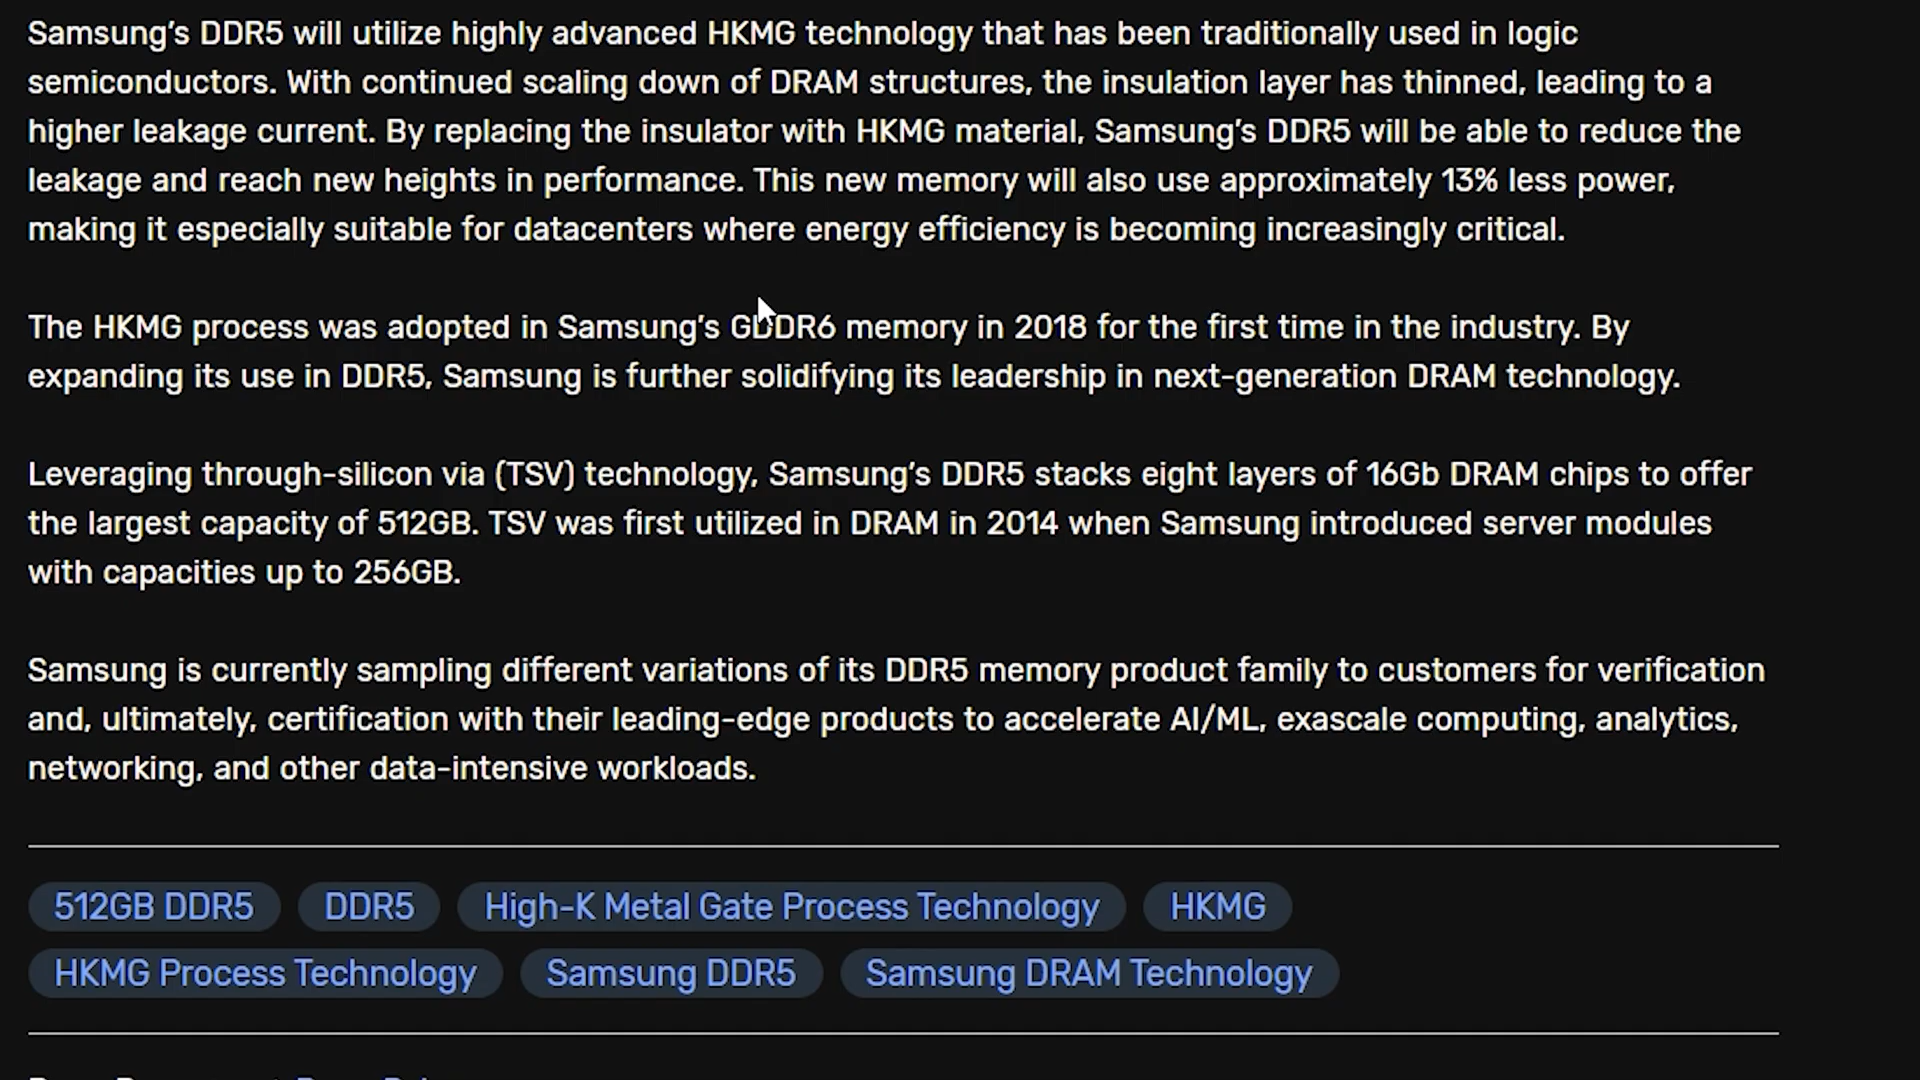 Samsung’s DDR5 will utilize highly advanced HKMG technology that has been traditionally used in logic
semiconductors. With continued scaling down of DRAM structures, the insulation layer has thinned, leading to a
higher leakage current. By replacing the insulator with HKMG material, Samsung’s DDR5 will be able to reduce the
leakage and reach new heights in performance. This new memory will also use approximately 13% less power,
making it especially suitable for datacenters where energy efficiency is becoming increasingly critical.
The HKMG process was adopted in Samsung’s GDDR6 memory in 2018 for the first time in the industry. By
expanding its use in DDR5, Samsung is further solidifying its leadership in next-generation DRAM technology.
Leveraging through-silicon via (TSV) technology, Samsung’s DDR5 stacks eight layers of 16Gb DRAM chips to offer
the largest capacity of 512GB. TSV was first utilized in DRAM in 2014 when Samsung introduced server modules
with capacities up to 256GB.
Samsung is currently sampling different variations of its DDR5 memory product family to customers for verification
and, ultimately, certification with their leading-edge products to accelerate AI/ML, exascale computing, analytics,
networking, and other data-intensive workloads.
512GB DDR5 DDR5 High-K Metal Gate Process Technology HKMG
HKMG Process Technology Samsung DDR5 Samsung DRAM Technology